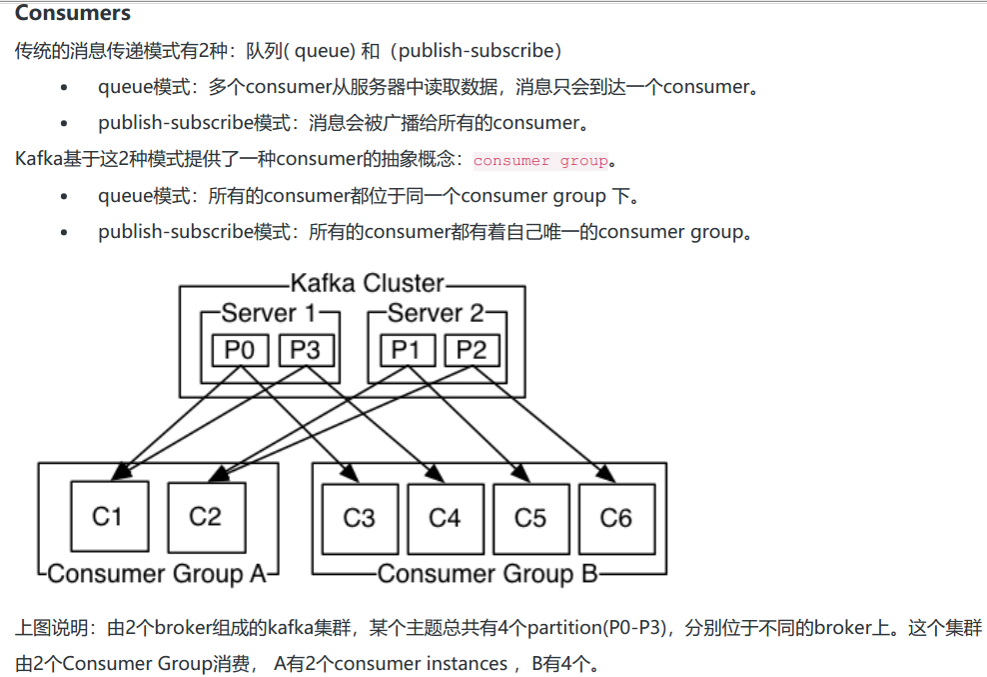 Consumers
传统的消息传递模式有2种：队列( queue) 和（publish-subscribe）
• queue模式：多个consumer从服务器中读取数据，消息只会到达一个consumer。
• publish-subscribe模式：消息会被广播给所有的consumer。
Kafka基于这2种模式提供了一种consumer的抽象概念：consumer group。
• queue模式：所有的consumer都位于同一个consumer group 下。
• publish-subscribe模式：所有的consumer都有着自己唯一的consumer group。
Kafka Cluster
Server 1 Server 2
P0 P3 P1 P2
C1 C2 C3 C4 C5 C6
Consumer Group A Consumer Group B
上图说明：由2个broker组成的kafka集群，某个主题总共有4个partition(P0-P3)，分别位于不同的broker上。这个集群
由2个Consumer Group消费， A有2个consumer instances ，B有4个。